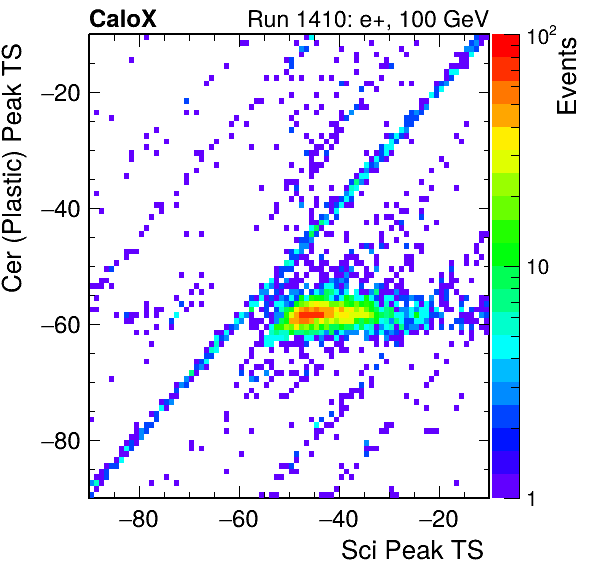 CaloX Run 1410: e+, 100 GeV
Cer (Plastic) Peak TS
−20
−40
−60
−80
−80 −60 −40 −20
Sci Peak TS
10²
10
1
Events